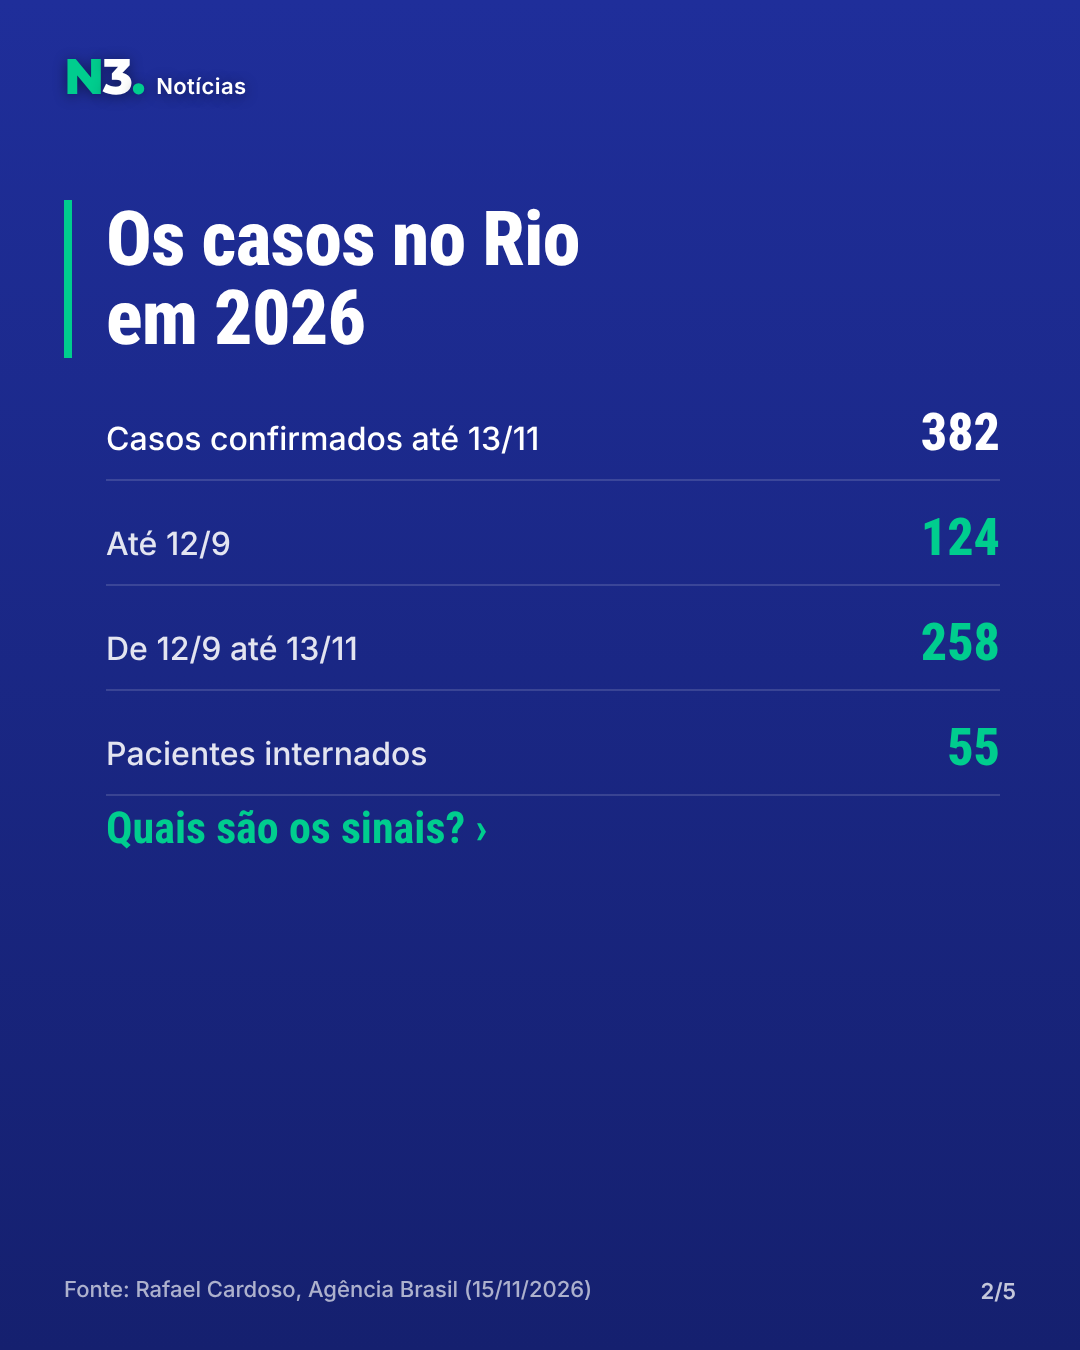 N3. Notícias
Os casos no Rio
em 2026
Casos confirmados até 13/11 382
Até 12/9 124
De 12/9 até 13/11 258
Pacientes internados 55
Quais são os sinais? ›
Fonte: Rafael Cardoso, Agência Brasil (15/11/2026) 2/5